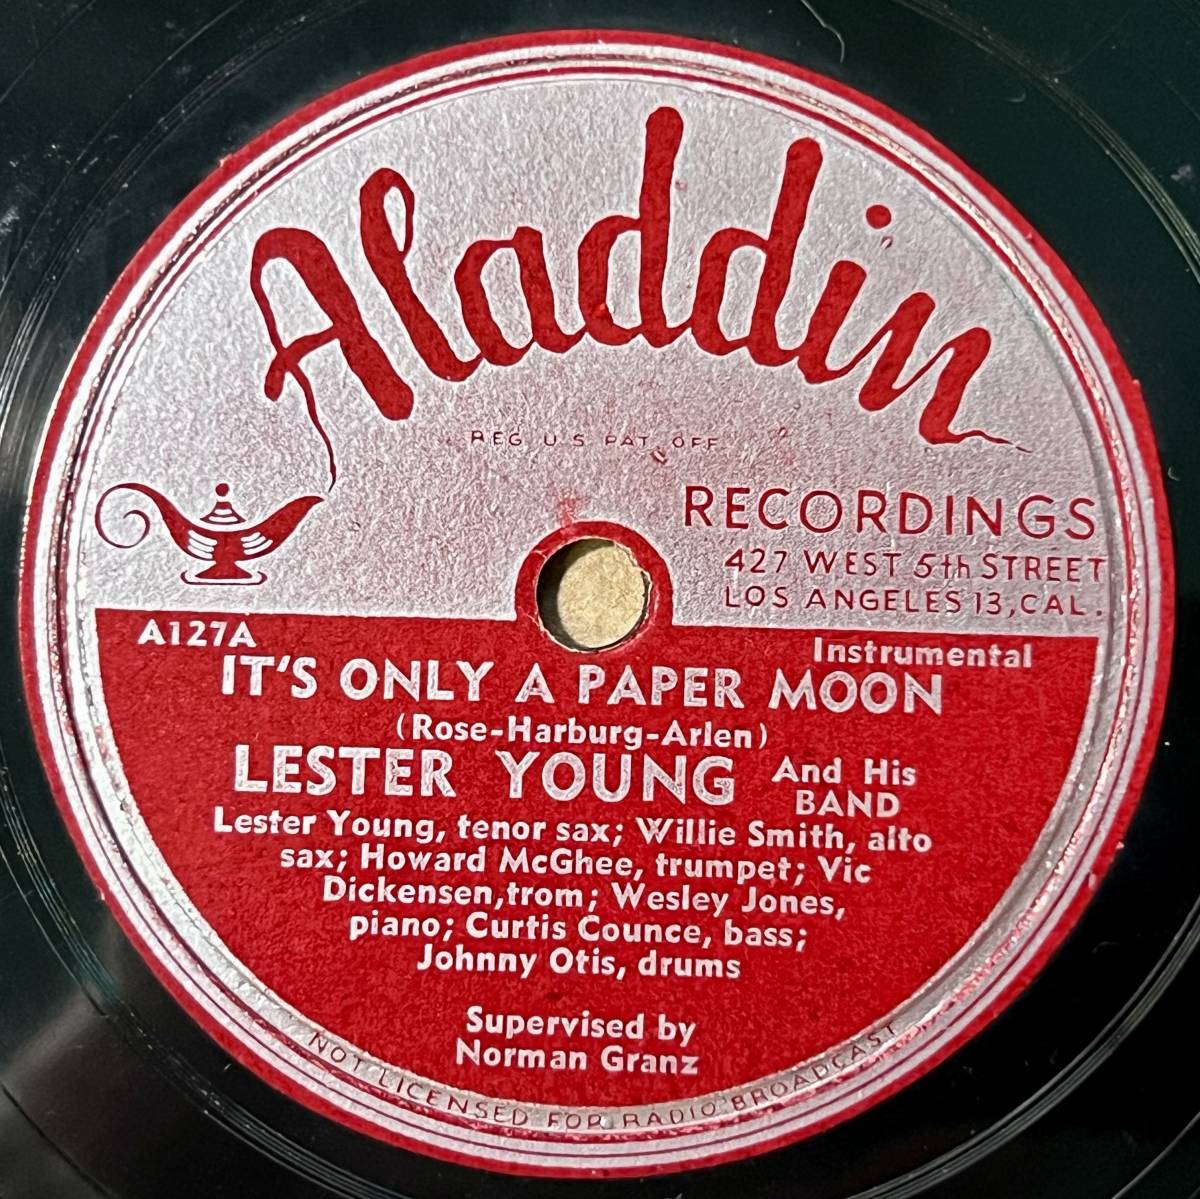 Aladdin
REG U S PAT OFF
RECORDINGS
427 WEST 5th STREET
LOS ANGELES 13, CAL.
A127A
Instrumental
IT'S ONLY A PAPER MOON
(Rose-Harburg-Arlen)
LESTER YOUNG And His
BAND
Lester Young, tenor sax; Willie Smith, alto
sax; Howard McGhee, trumpet; Vic
Dickensen,trom; Wesley Jones,
piano; Curtis Counce, bass;
Johnny Otis, drums
Supervised by
Norman Granz
NOT LICENSED FOR RADIO BROADCAST